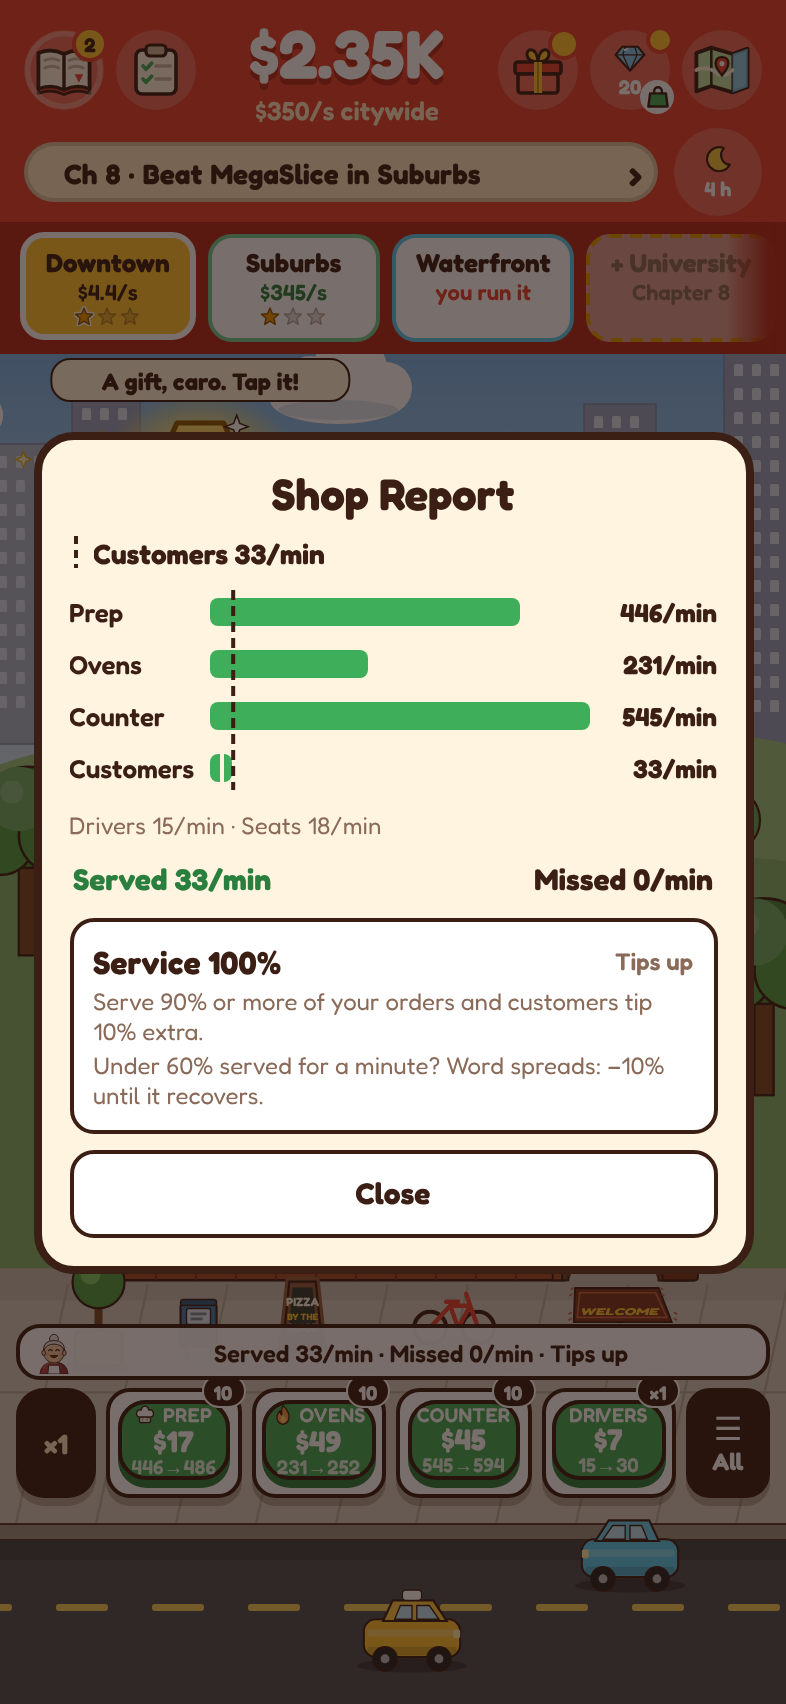 2
$2.35K
$350/s citywide
20
Ch 8 · Beat MegaSlice in Suburbs
4 h
Downtown
$4.4/s
Suburbs
$345/s
Waterfront
you run it
+ University
Chapter 8
A gift, caro. Tap it!
Shop Report
Customers 33/min
Prep 446/min
Ovens 231/min
Counter 545/min
Customers 33/min
Drivers 15/min · Seats 18/min
Served 33/min Missed 0/min
Service 100% Tips up
Serve 90% or more of your orders and customers tip
10% extra.
Under 60% served for a minute? Word spreads: −10%
until it recovers.
Close
PIZZA
BY THE
WELCOME
Served 33/min · Missed 0/min · Tips up
x1
10
PREP
$17
446→486
10
OVENS
$49
231→252
10
COUNTER
$45
545→594
x1
DRIVERS
$7
15→30
All